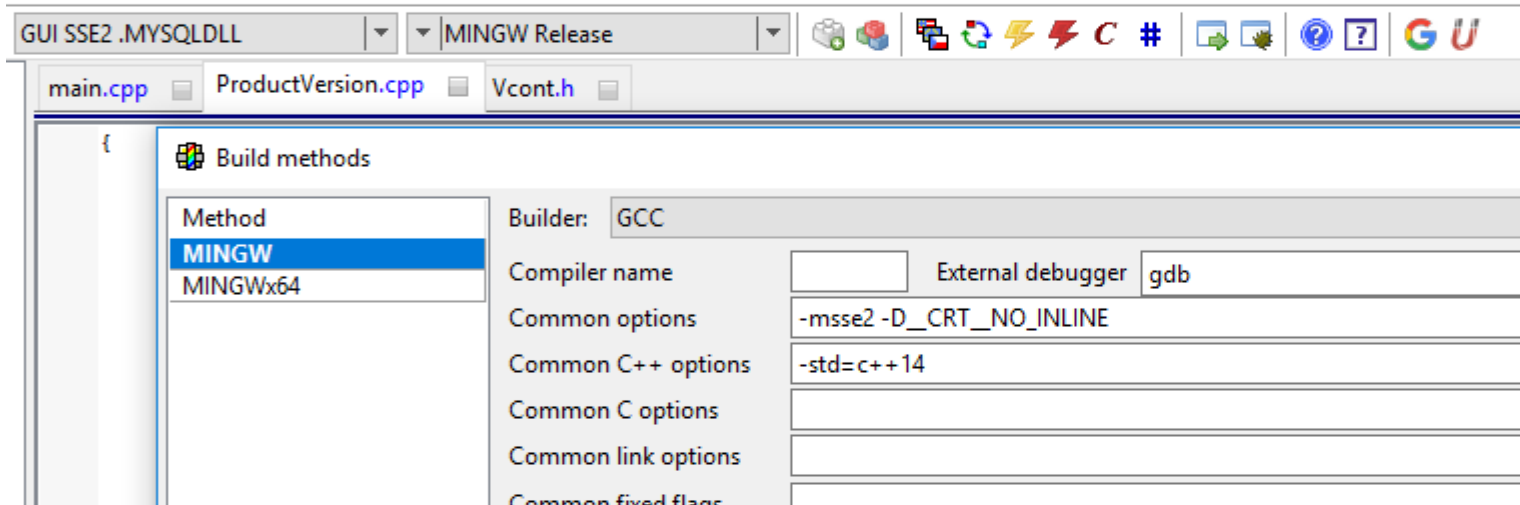 GUI SSE2 .MYSQLDLL MINGW Release C # ? ? G U
main.cpp ProductVersion.cpp Vcont.h
{
Build methods
Method Builder: GCC
MINGW
MINGWx64 Compiler name External debugger gdb
Common options -msse2 -D__CRT__NO_INLINE
Common C++ options -std=c++14
Common C options
Common link options
Common fixed flags